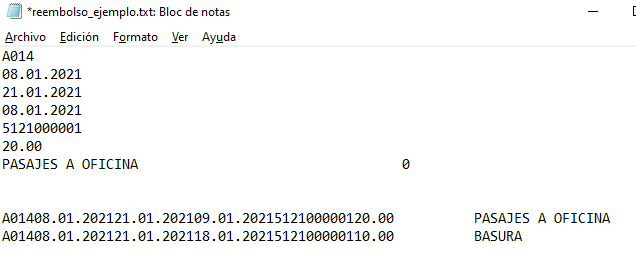 *reembolso_ejemplo.txt: Bloc de notas
Archivo Edición Formato Ver Ayuda
A014
08.01.2021
21.01.2021
08.01.2021
5121000001
20.00
PASAJES A OFICINA 0
A01408.01.202121.01.202109.01.2021512100000120.00 PASAJES A OFICINA
A01408.01.202121.01.202118.01.2021512100000110.00 BASURA